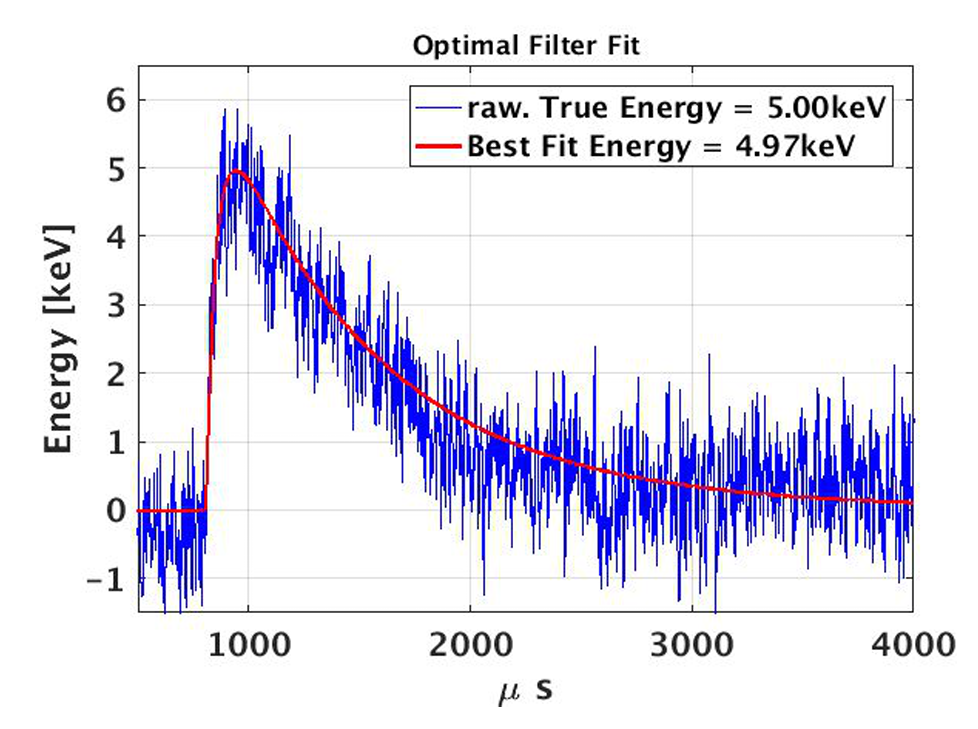 Optimal Filter Fit
raw. True Energy = 5.00keV
Best Fit Energy = 4.97keV
6
5
4
3
2
1
0
-1
Energy [keV]
1000 2000 3000 4000
μ s